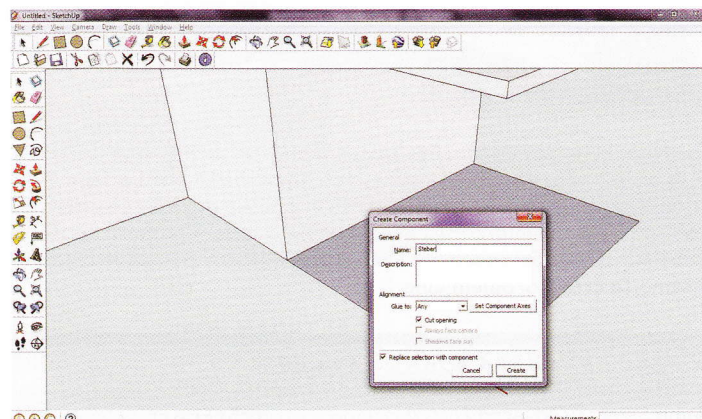 Untitled - SketchUp
File Edit View Camera Draw Tools Window Help
Create Component
General
Name: Steber
Description:
Alignment
Glue to: Any Set Component Axes
Cut opening
Always face camera
Shadows face sun
Replace selection with component
Cancel Create
Measurements